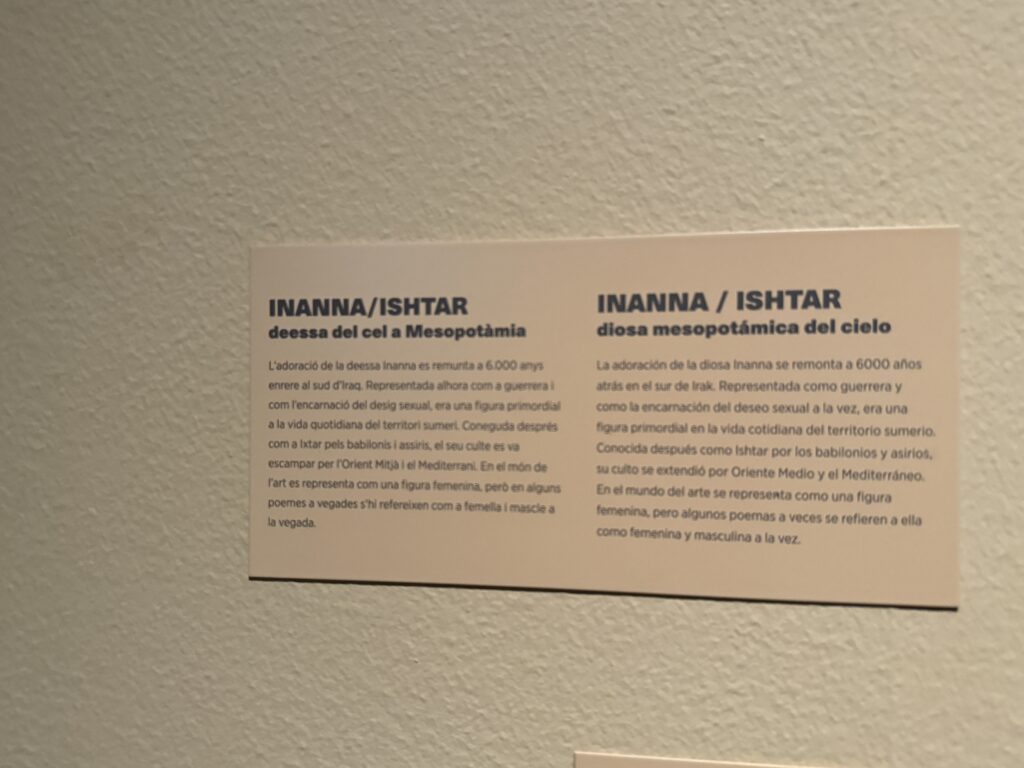 INANNA/ISHTAR
deessa del cel a Mesopotàmia
L'adoració de la deessa Inanna es remunta a 6.000 anys
enrere al sud d'Iraq. Representada alhora com a guerrera i
com l'encarnació del desig sexual, era una figura primordial
a la vida quotidiana del territori sumeri. Coneguda després
com a Ixtar pels babilonis i assiris, el seu culte es va
escampar per l'Orient Mitjà i el Mediterrani. En el món de
l'art es representa com una figura femenina, però en alguns
poemes a vegades s'hi refereixen com a femella i mascle a
la vegada.
INANNA / ISHTAR
diosa mesopotámica del cielo
La adoración de la diosa Inanna se remonta a 6000 años
atrás en el sur de Irak. Representada como guerrera y
como la encarnación del deseo sexual a la vez, era una
figura primordial en la vida cotidiana del territorio sumerio.
Conocida después como Ishtar por los babilonios y asirios,
su culto se extendió por Oriente Medio y el Mediterráneo.
En el mundo del arte se representa como una figura
femenina, pero algunos poemas a veces se refieren a ella
como femenina y masculina a la vez.